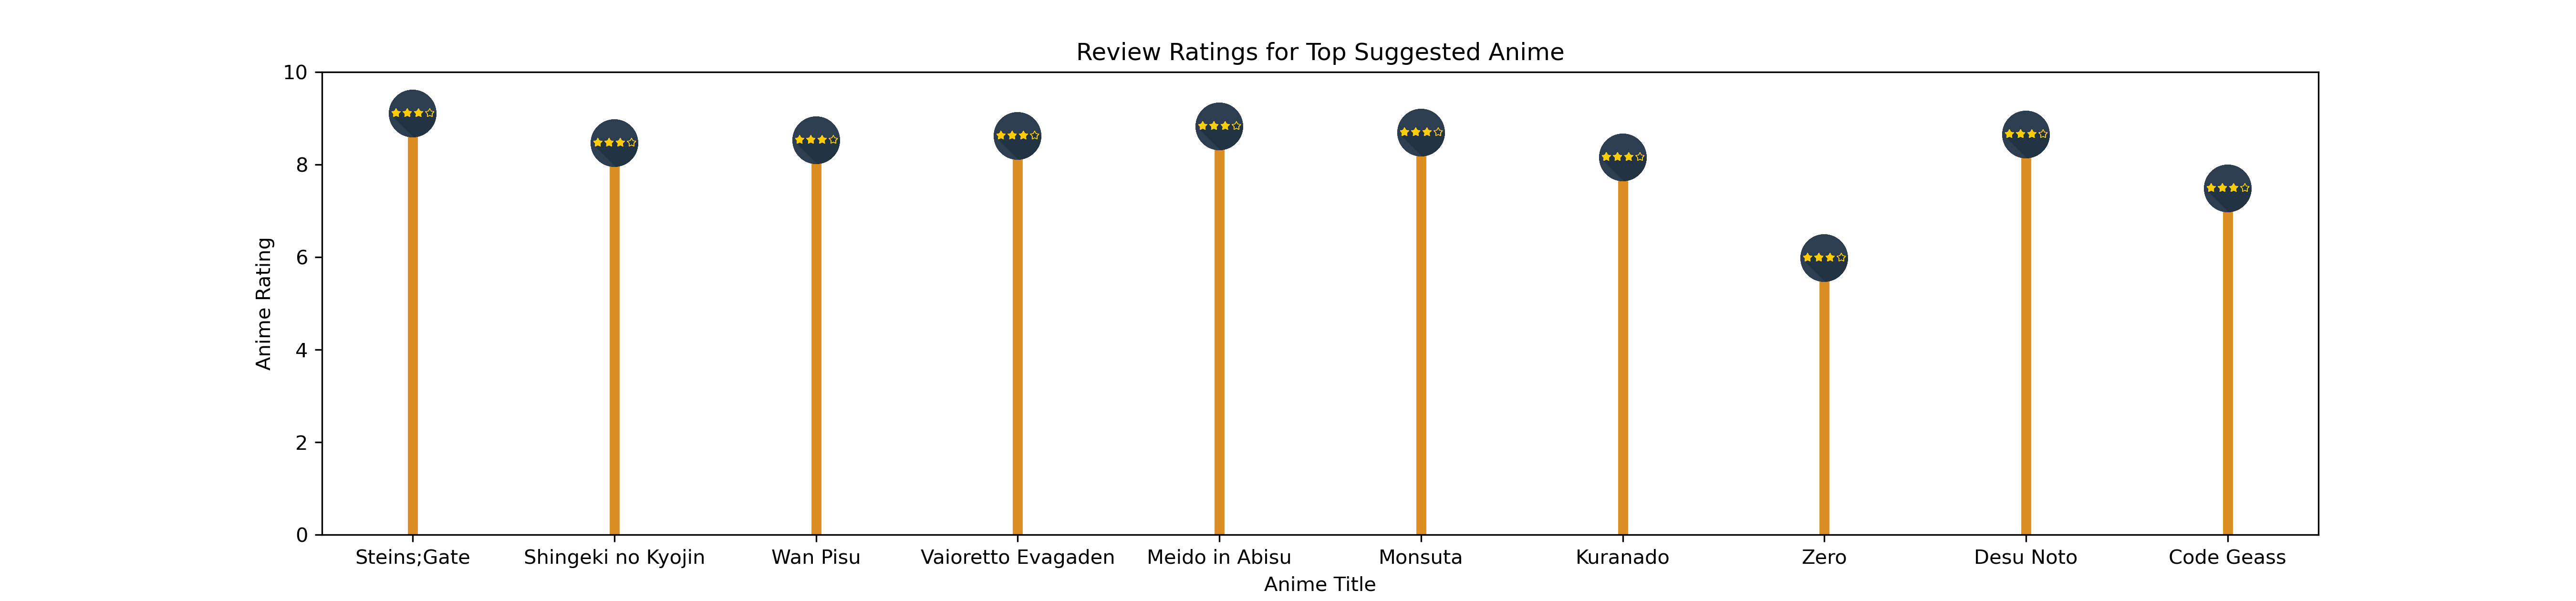 Review Ratings for Top Suggested Anime
10
8
6
4
2
0
Anime Rating
Steins;Gate Shingeki no Kyojin Wan Pisu Vaioretto Evagaden Meido in Abisu Monsuta Kuranado Zero Desu Noto Code Geass
Anime Title